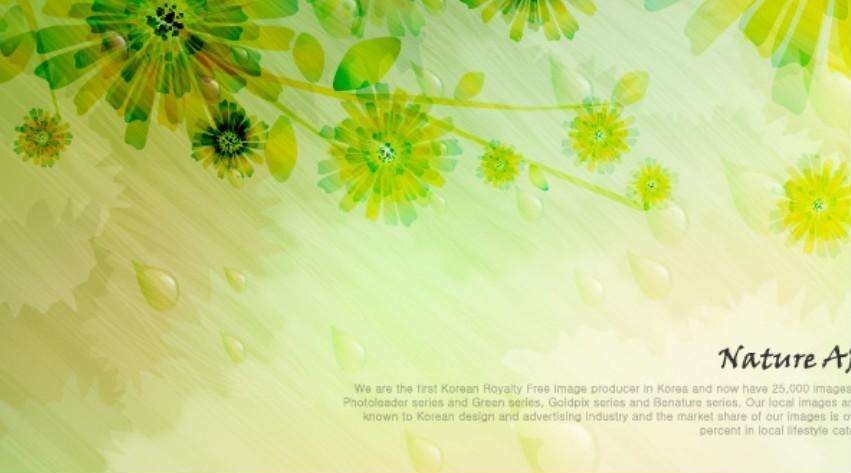 Nature Af
We are the first Korean Royalty Free image producer in Korea and now have 25,000 images
Photoleader series and Green series, Goldpix series and Benature series. Our local images a
known to Korean design and advertising industry and the market share of our images is o
percent in local lifestyle cat